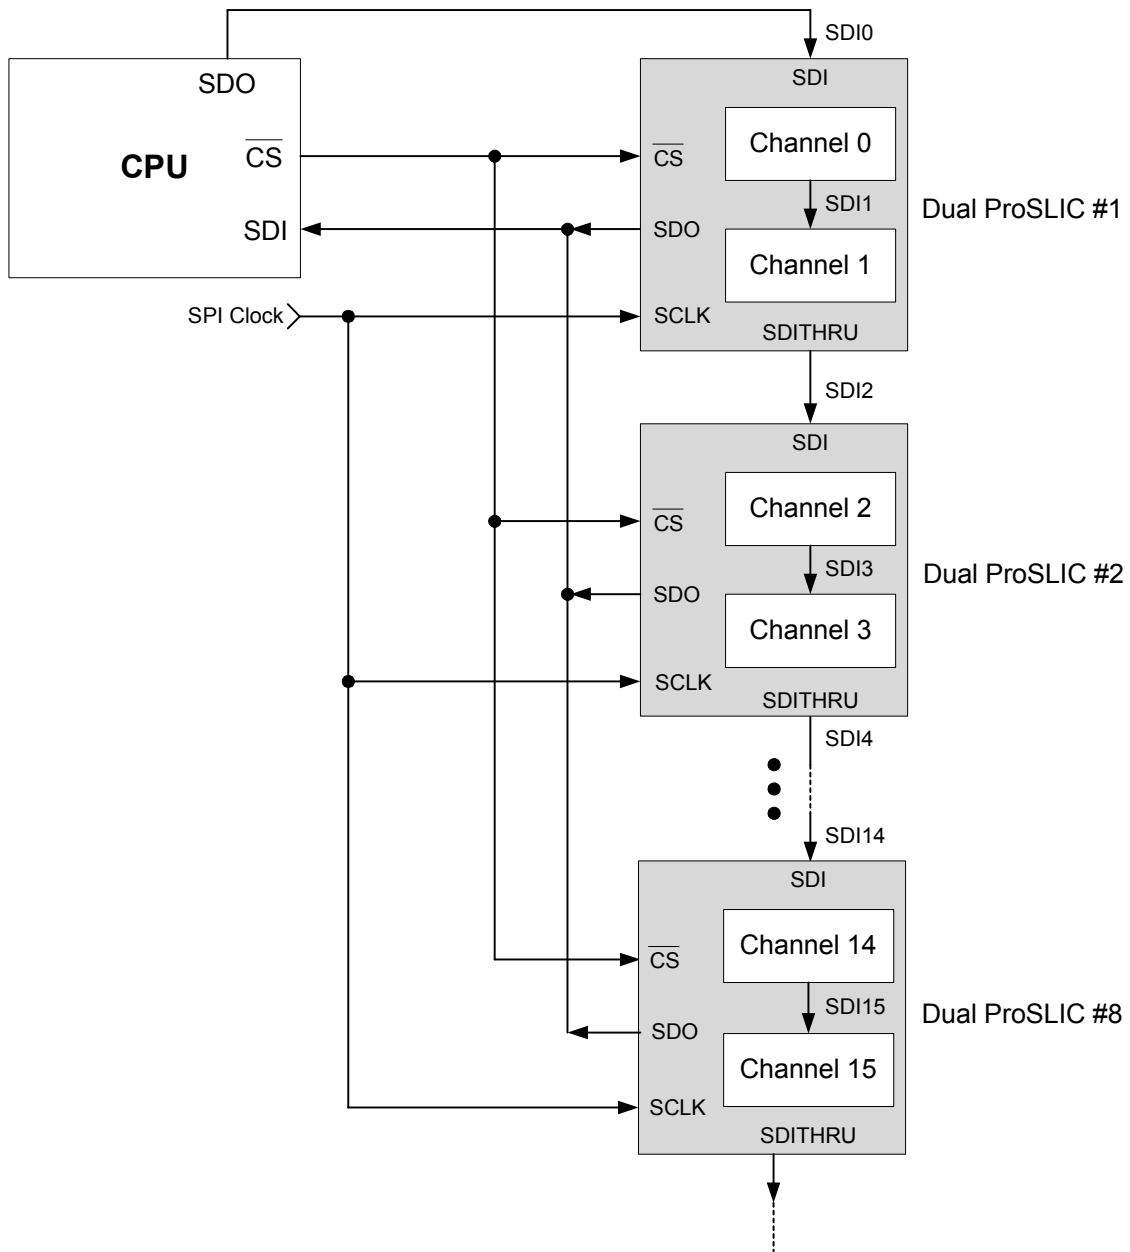 SDI0
SDO
CPU
CS
SDI
SPI Clock
SDI
CS
SDO
SCLK
Channel 0
SDI1
Channel 1
SDITHRU
Dual ProSLIC #1
SDI2
SDI
CS
SDO
SCLK
Channel 2
SDI3
Channel 3
SDITHRU
Dual ProSLIC #2
SDI4
SDI14
SDI
CS
SDO
SCLK
Channel 14
SDI15
Channel 15
SDITHRU
Dual ProSLIC #8